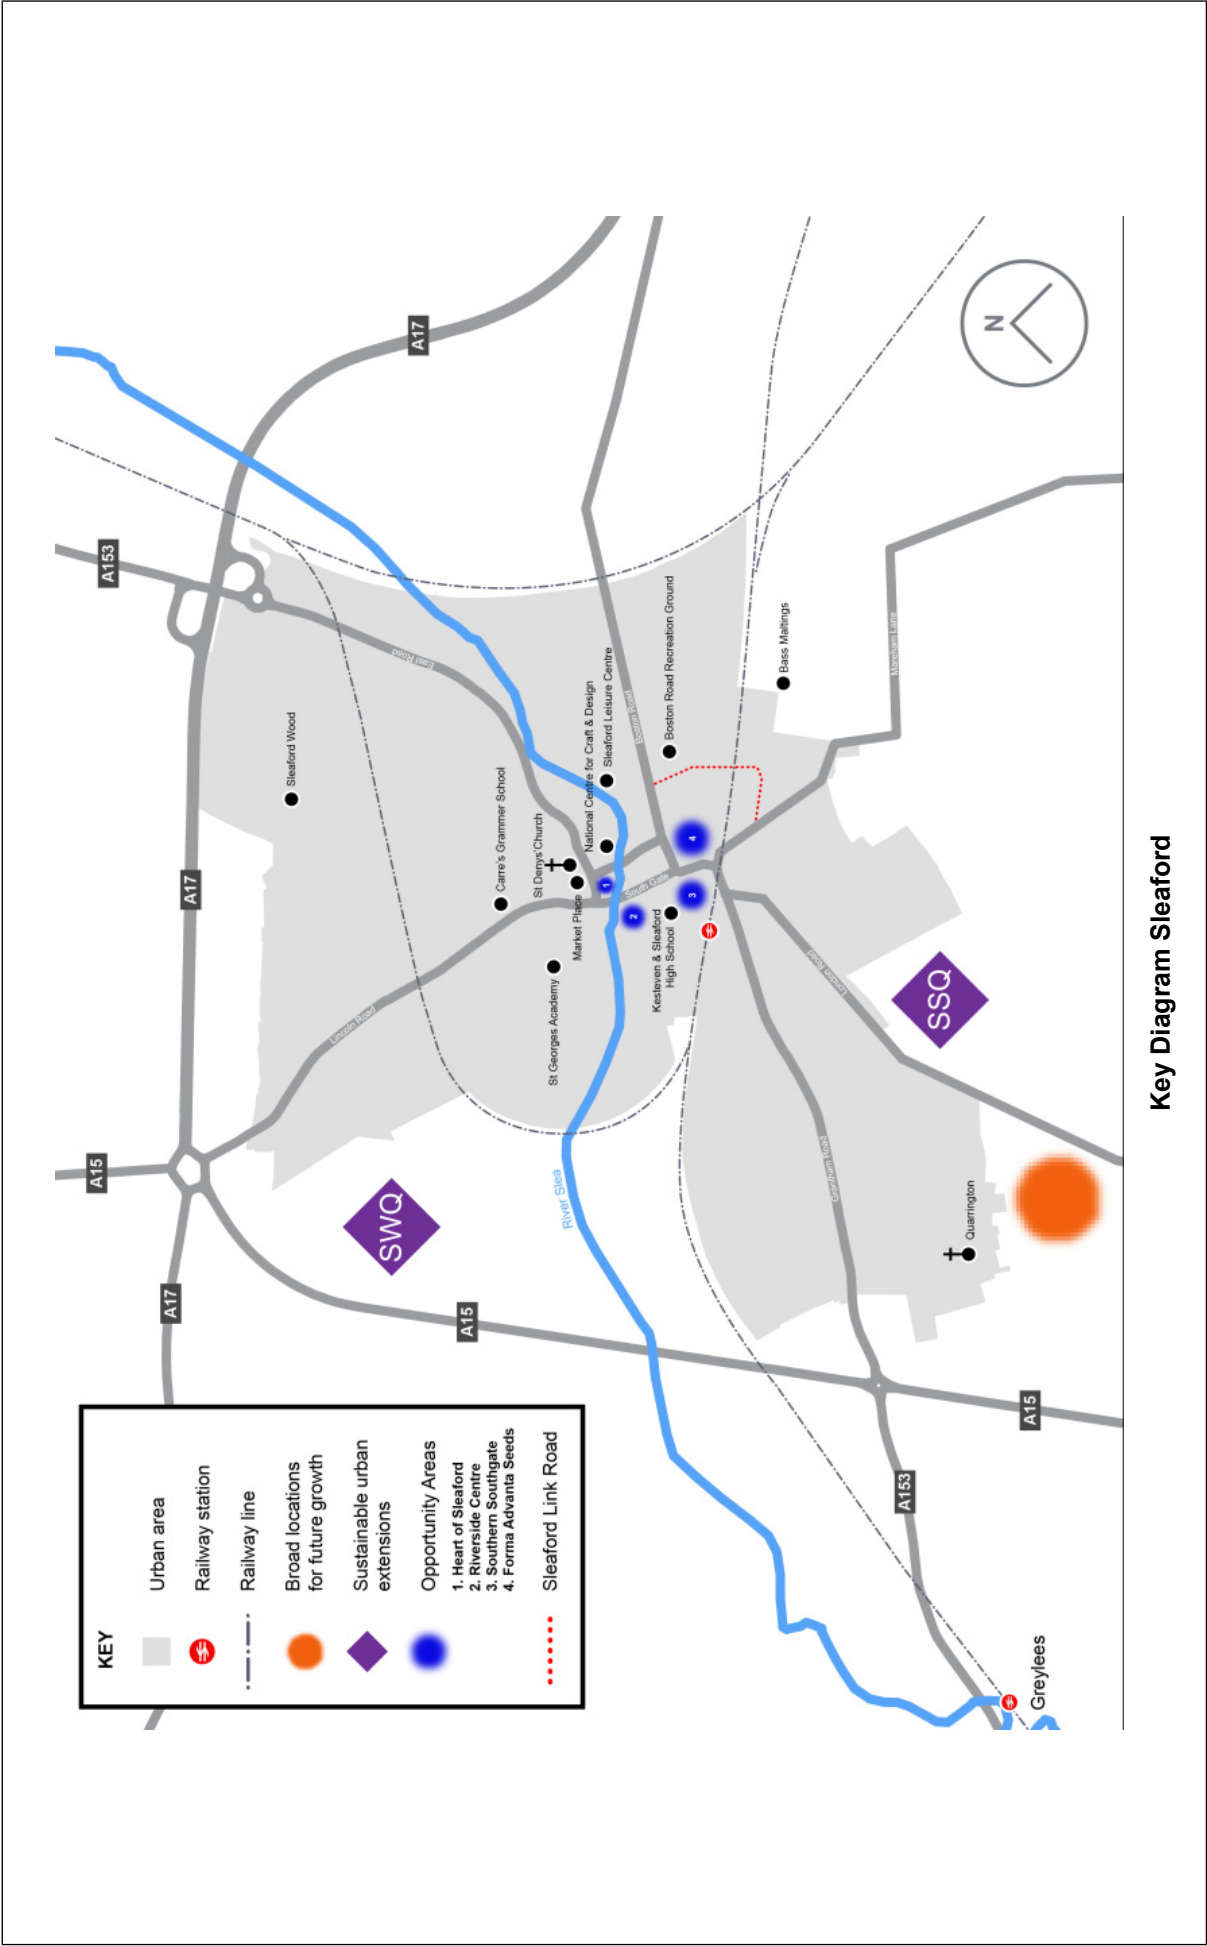 KEY
Urban area
Railway station
Railway line
Broad locations
for future growth
Sustainable urban
extensions
Opportunity Areas
1. Heart of Sleaford
2. Riverside Centre
3. Southern Southgate
4. Forma Advanta Seeds
Sleaford Link Road
A17
A15
A17
A153
A17
A15
A15
A153
N
Sleaford Wood
East Road
Lincoln Road
Carre's Grammer School
St Denys'Church
Market Place
St Georges Academy
National Centre for Craft & Design
Sleaford Leisure Centre
Boston Road
Boston Road Recreation Ground
Bass Maltings
Mareham Lane
South Gate
1
2
3
4
Kesteven & Sleaford
High School
London Road
Grantham Road
River Slea
SWQ
SSQ
Quarrington
Greylees
Key Diagram Sleaford